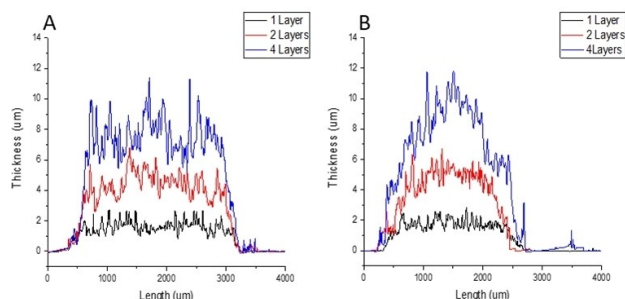 A
1 Layer
2 Layers
4 Layers
14
12
10
8
6
4
2
0
Thickness (um)
0 1000 2000 3000 4000
Length (um)
B
1 Layer
2 Layers
4Layers
14
12
10
8
6
4
2
0
Thickness (um)
0 1000 2000 3000 4000
Length (um)